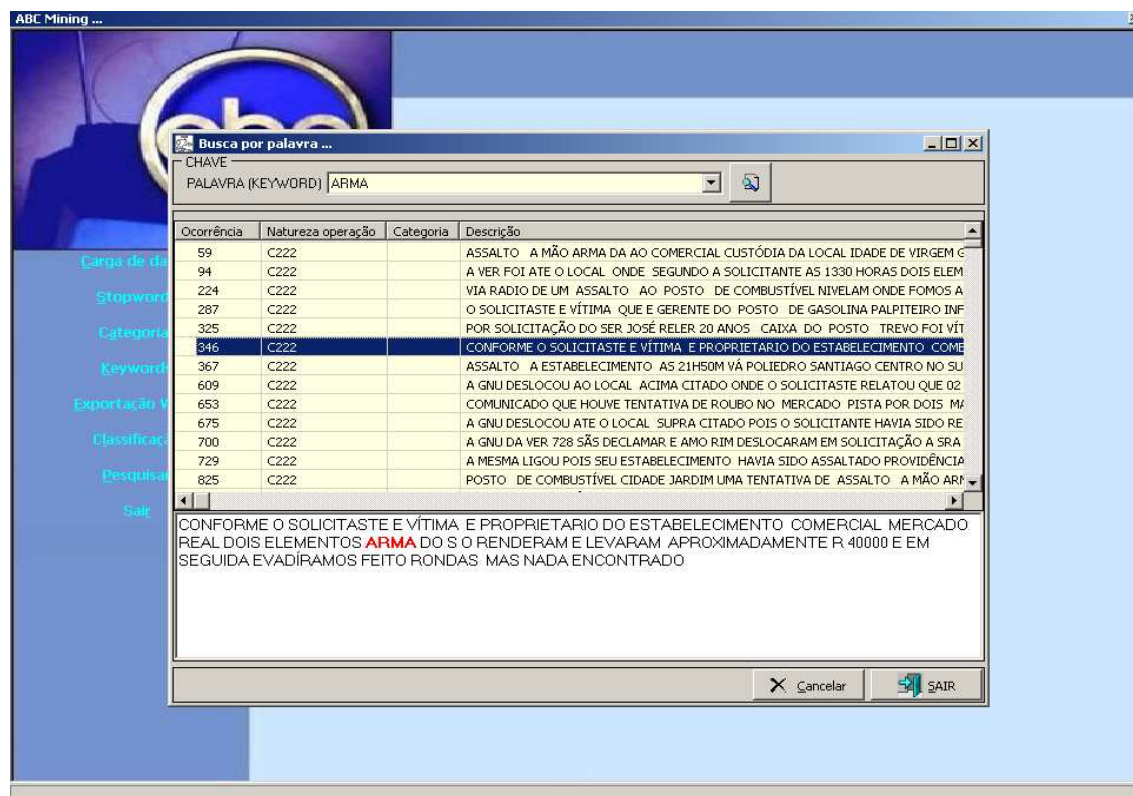 ABC Mining ...
abc
Busca por palavra ...
CHAVE
PALAVRA (KEYWORD) ARMA
Ocorrência Natureza operação Categoria Descrição
59 C222 ASSALTO A MÃO ARMA DA AO COMERCIAL CUSTÓDIA DA LOCAL IDADE DE VIRGEM G
94 C222 A VER FOI ATE O LOCAL ONDE SEGUNDO A SOLICITANTE AS 1330 HORAS DOIS ELEM
224 C222 VIA RADIO DE UM ASSALTO AO POSTO DE COMBUSTÍVEL NIVELAM ONDE FOMOS A
287 C222 O SOLICITASTE E VÍTIMA QUE E GERENTE DO POSTO DE GASOLINA PALPITEIRO INF
325 C222 POR SOLICITAÇÃO DO SER JOSÉ RELER 20 ANOS CAIXA DO POSTO TREVO FOI VÍT
346 C222 CONFORME O SOLICITASTE E VÍTIMA E PROPRIETARIO DO ESTABELECIMENTO COME
367 C222 ASSALTO A ESTABELECIMENTO AS 21H50M VÁ POLIEDRO SANTIAGO CENTRO NO SU
609 C222 A GNU DESLOCOU AO LOCAL ACIMA CITADO ONDE O SOLICITASTE RELATOU QUE 02
653 C222 COMUNICADO QUE HOUVE TENTATIVA DE ROUBO NO MERCADO PISTA POR DOIS MA
675 C222 A GNU DESLOCOU ATE O LOCAL SUPRA CITADO POIS O SOLICITANTE HAVIA SIDO RE
700 C222 A GNU DA VER 728 SÃS DECLAMAR E AMO RIM DESLOCARAM EM SOLICITAÇÃO A SRA
729 C222 A MESMA LIGOU POIS SEU ESTABELECIMENTO HAVIA SIDO ASSALTADO PROVIDÊNCIA
825 C222 POSTO DE COMBUSTÍVEL CIDADE JARDIM UMA TENTATIVA DE ASSALTO A MÃO ARM
CONFORME O SOLICITASTE E VÍTIMA E PROPRIETARIO DO ESTABELECIMENTO COMERCIAL MERCADO
REAL DOIS ELEMENTOS ARMA DO S O RENDERAM E LEVARAM APROXIMADAMENTE R 40000 E EM
SEGUIDA EVADÍRAMOS FEITO RONDAS MAS NADA ENCONTRADO
Cancelar SAIR
Carga de da
Stopword
Categoria
Keyword
Exportação W
Classificaç
Pesquisa
Sair